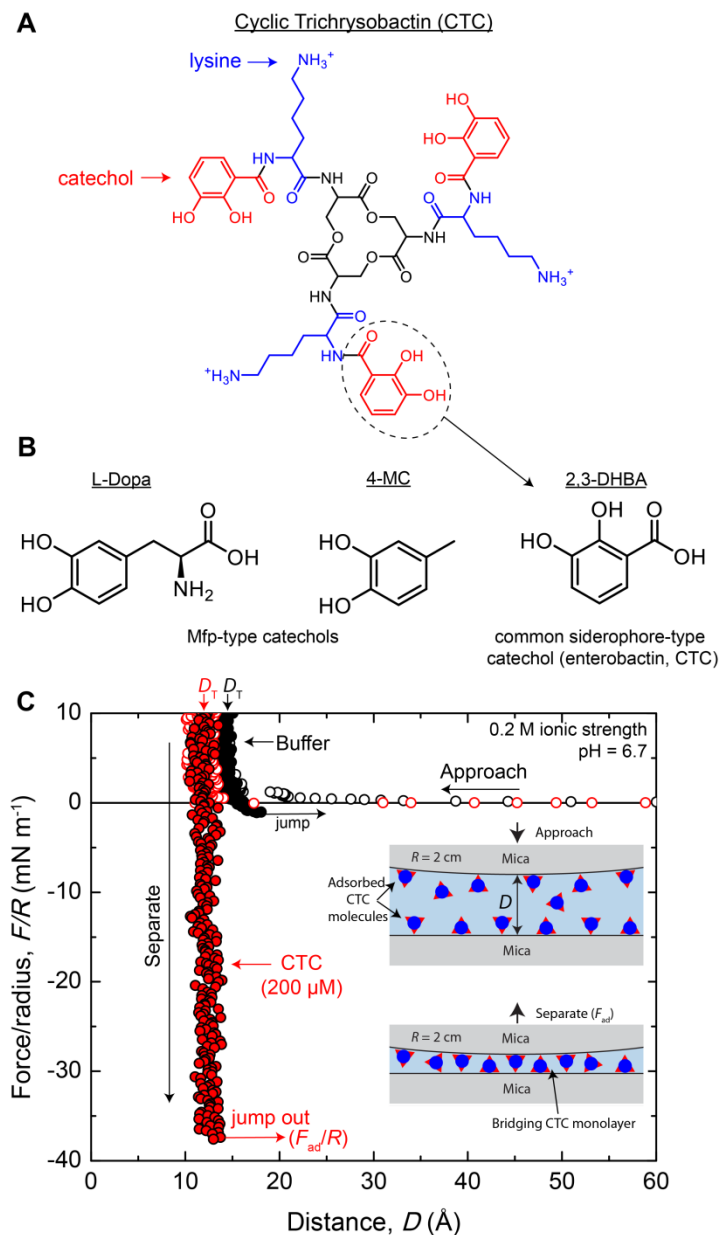 A
Cyclic Trichrysobactin (CTC)
lysine
NH3+
HO
HO
catechol
HO
OH
O
H
N
O
N
H
O
O
O
NH
O
O
O
O
O
O
N
H
NH3+
HN
O
+H3N
HN
O
OH
OH
B
L-Dopa
4-MC
2,3-DHBA
HO
HO
O
OH
NH2
HO
HO
OH
O
HO
OH
Mfp-type catechols
common siderophore-type
catechol (enterobactin, CTC)
C
DT
DT
0.2 M ionic strength
pH = 6.7
Buffer
Approach
jump
Approach
R = 2 cm
Mica
Adsorbed
CTC
molecules
D
Mica
Separate
CTC
(200 µM)
Separate (Fad)
R = 2 cm
Mica
Mica
Bridging CTC monolayer
jump out
(Fad/R)
10
0
-10
-20
-30
-40
0
10
20
30
40
50
60
Force/radius, F/R (mN m-1)
Distance, D (Å)